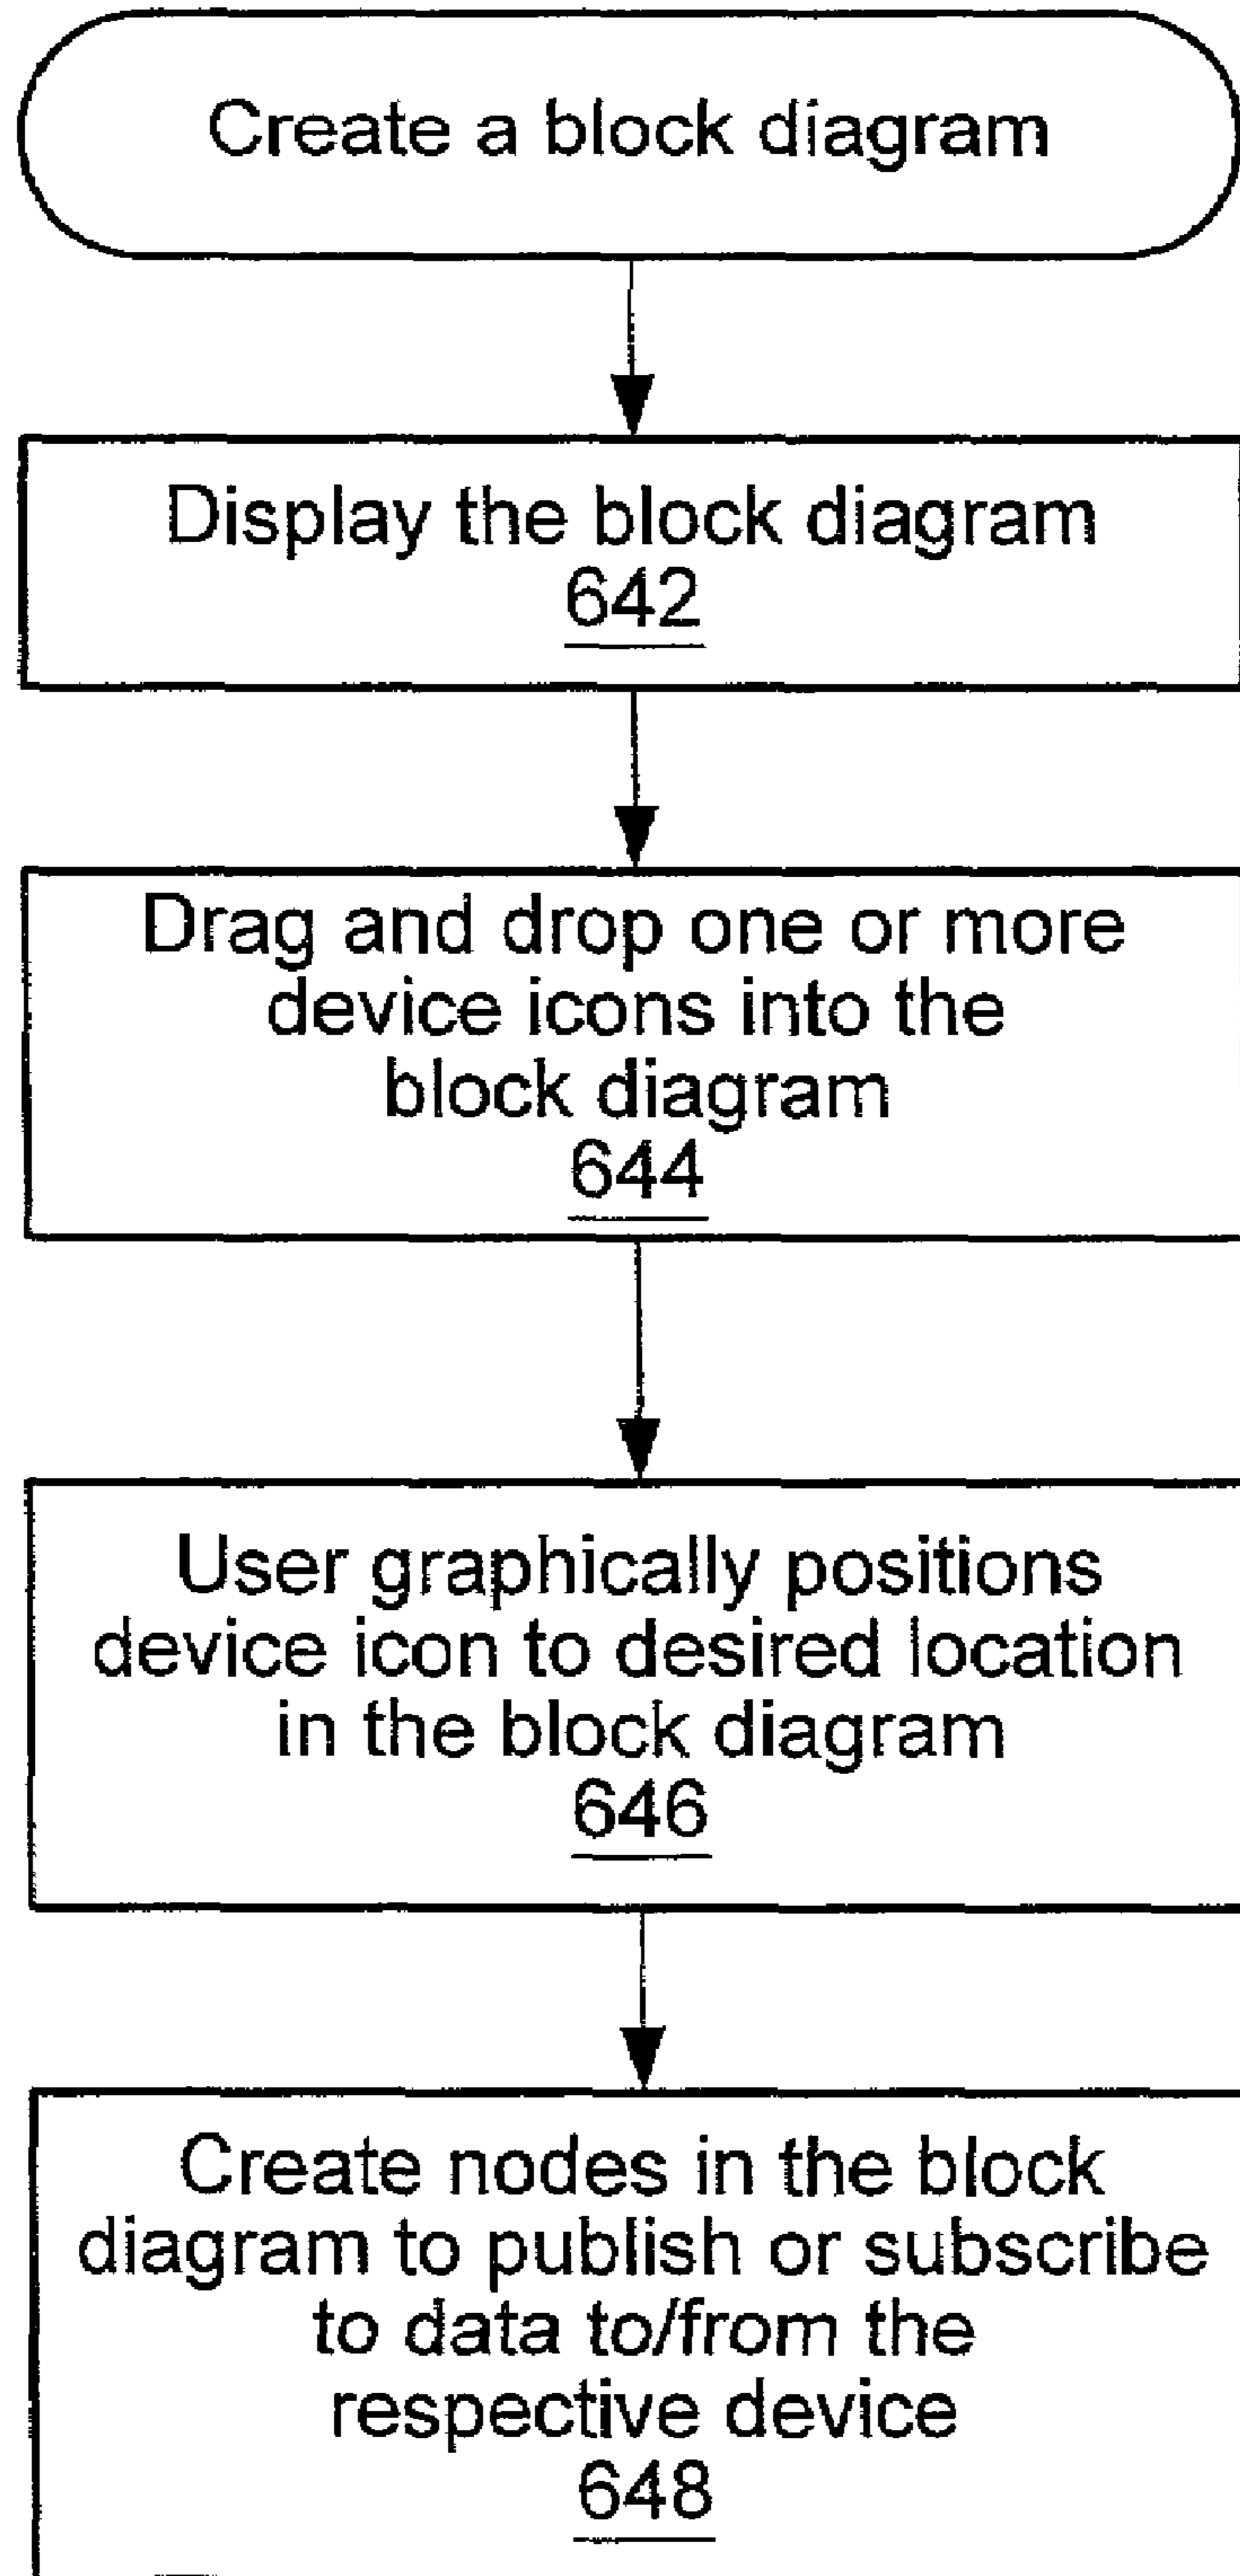 Create a block diagram
Display the block diagram
642
Drag and drop one or more
device icons into the
block diagram
644
User graphically positions
device icon to desired location
in the block diagram
646
Create nodes in the block
diagram to publish or subscribe
to data to/from the
respective device
648